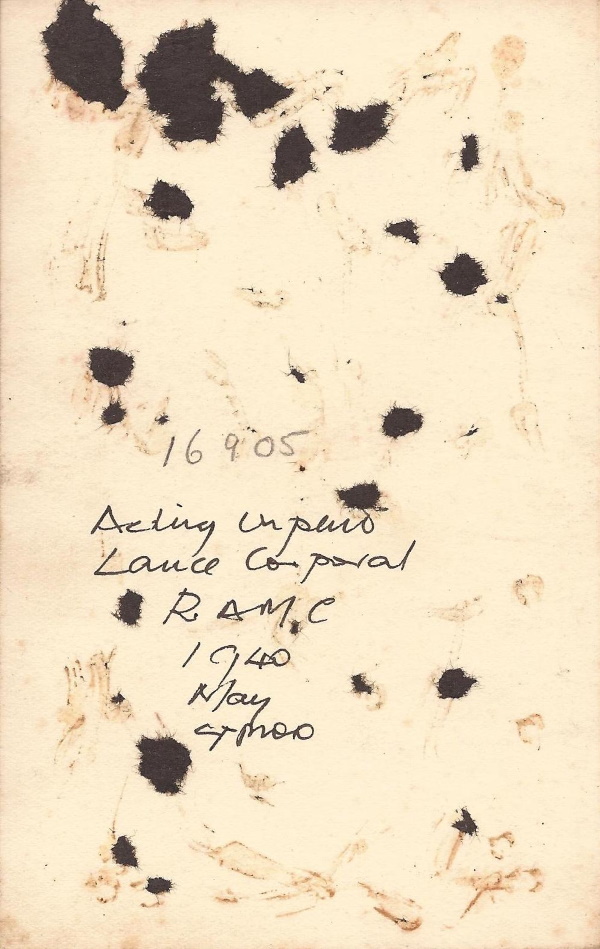 16905
Acting Unpaid
Lance Corporal
R A M C
1940
May